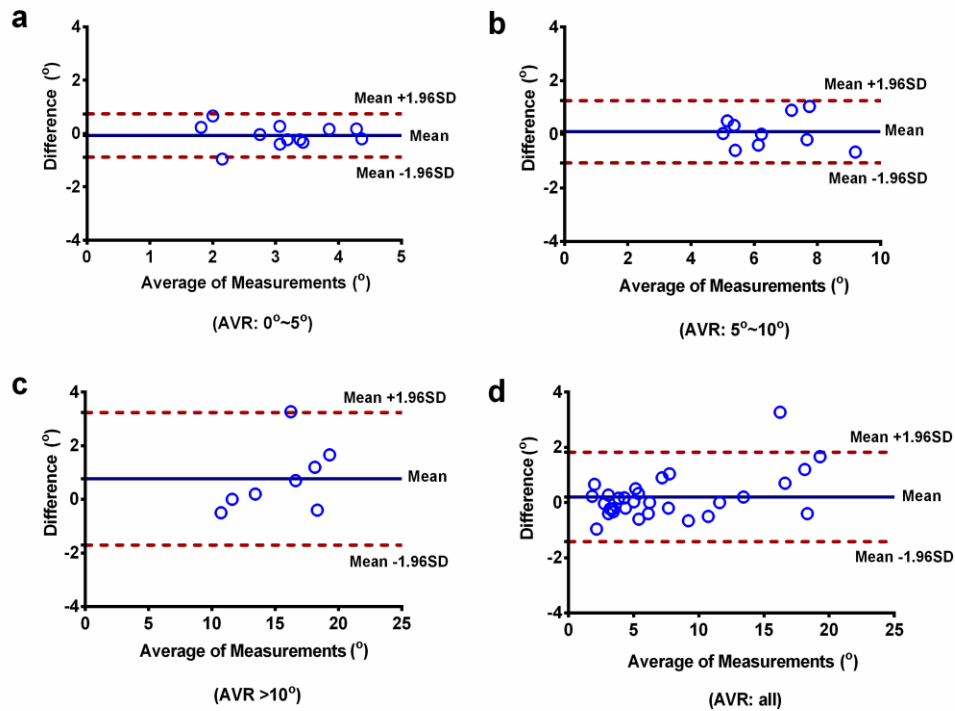 a
4
2
0
-2
-4
Difference (°)
Mean +1.96SD
Mean
Mean -1.96SD
0 1 2 3 4 5
Average of Measurements (°)
(AVR: 0°~5°)
b
4
2
0
-2
-4
Difference (°)
Mean +1.96SD
Mean
Mean -1.96SD
0 2 4 6 8 10
Average of Measurements (°)
(AVR: 5°~10°)
c
4
2
0
-2
-4
Difference (°)
Mean +1.96SD
Mean
Mean -1.96SD
0 5 10 15 20 25
Average of Measurements (°)
(AVR >10°)
d
4
2
0
-2
-4
Difference (°)
Mean +1.96SD
Mean
Mean -1.96SD
0 5 10 15 20 25
Average of Measurements (°)
(AVR: all)